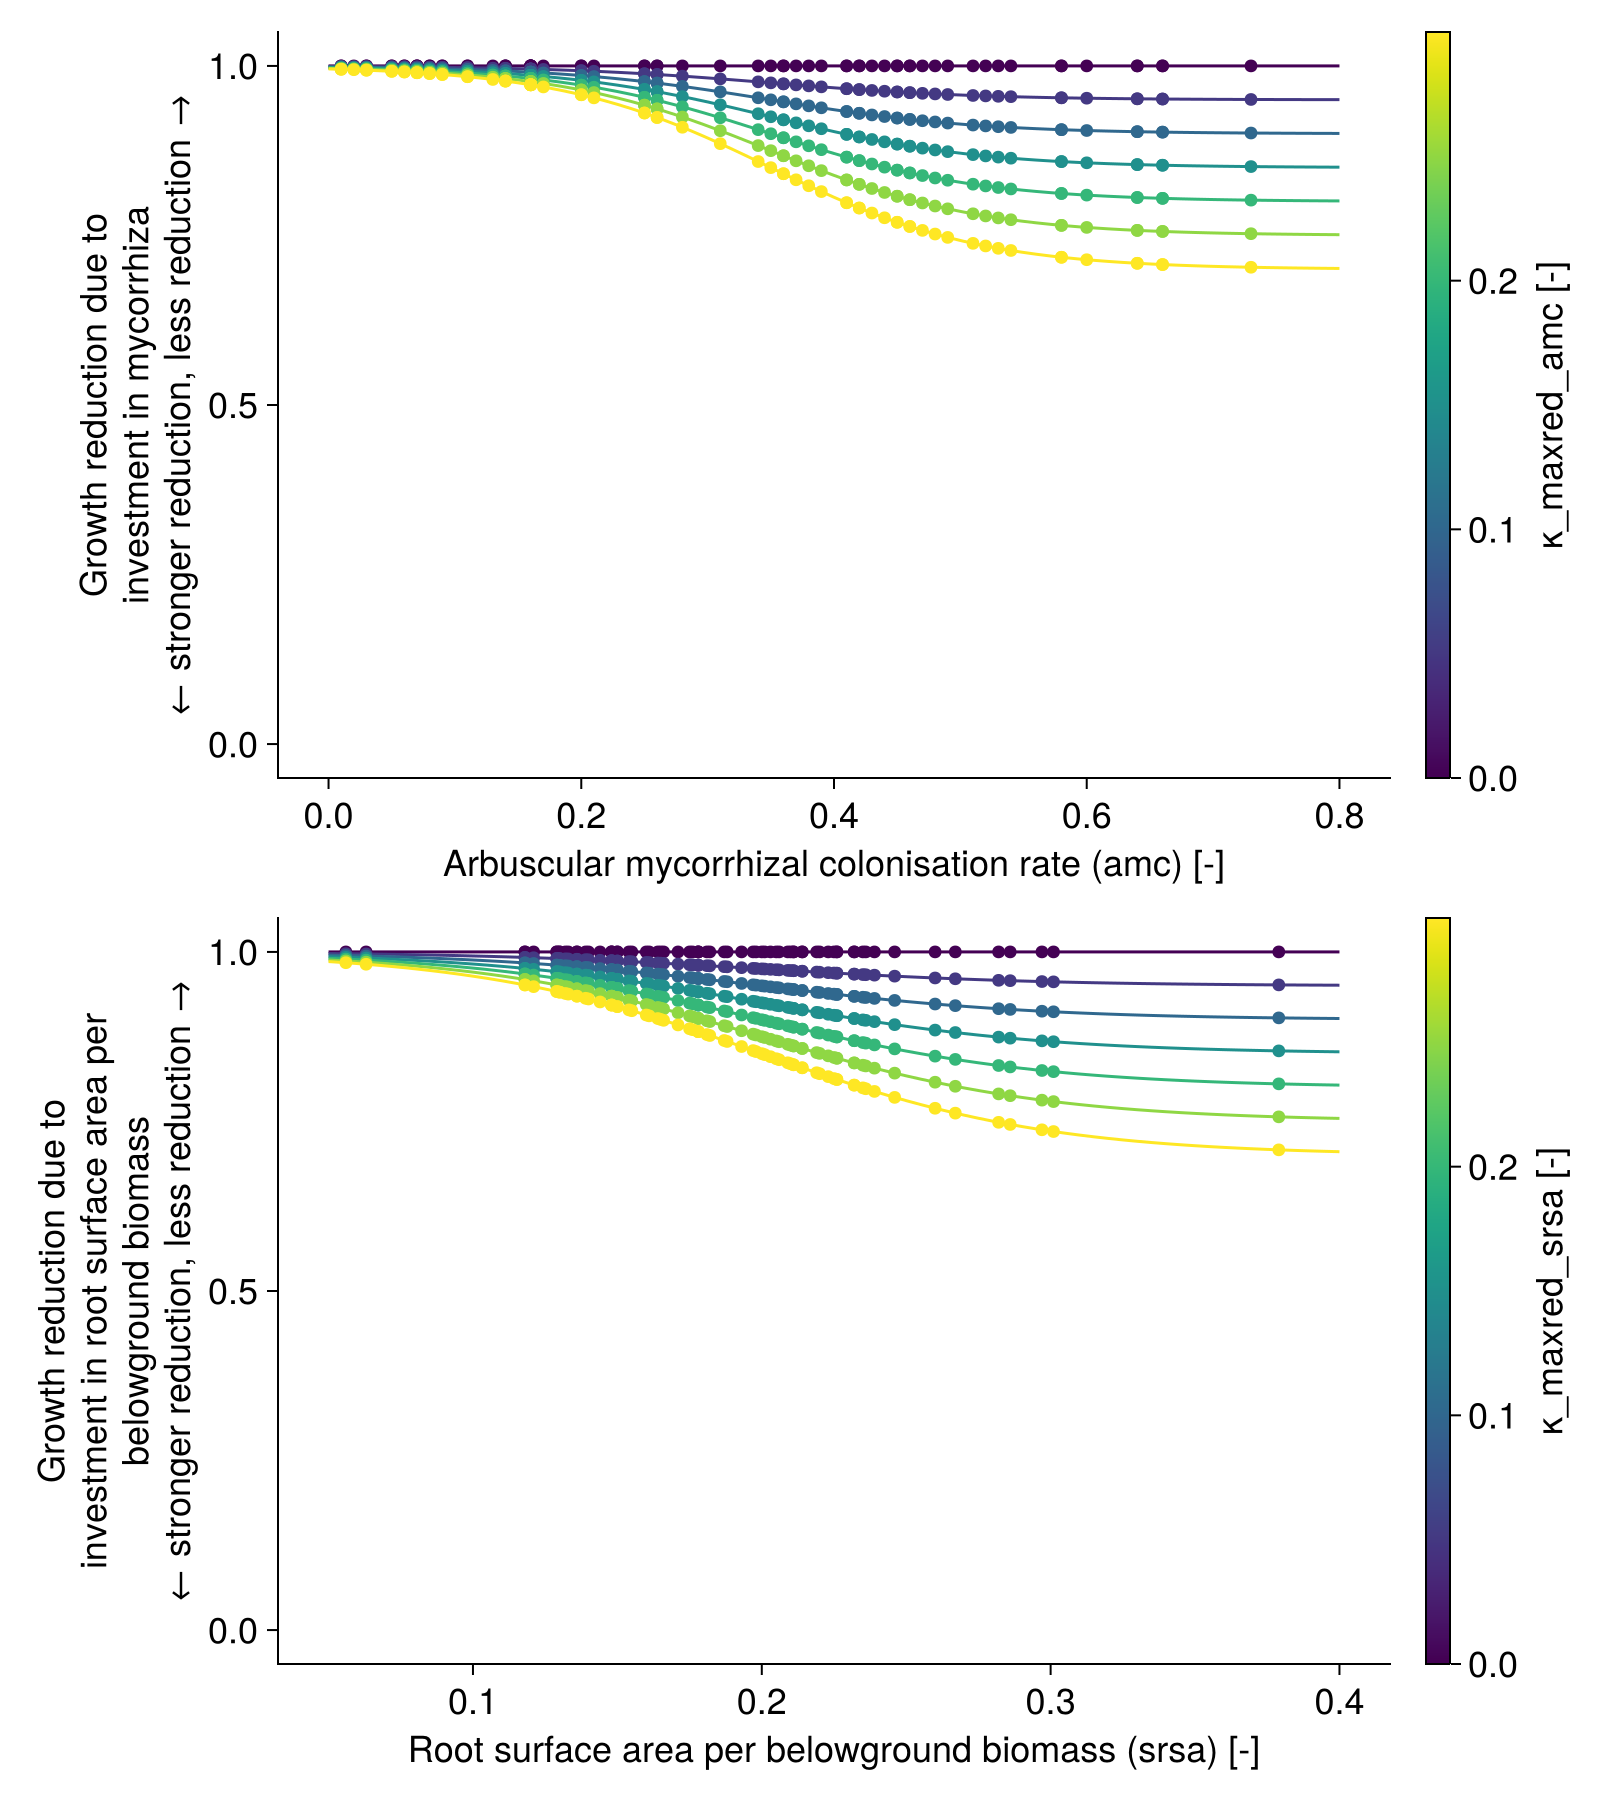 Growth reduction due to
investment in mycorrhiza
← stronger reduction, less reduction →
1.0
0.5
0.0
0.0 0.2 0.4 0.6 0.8
Arbuscular mycorrhizal colonisation rate (amc) [-]
0.2
0.1
0.0
κ_maxred_amc [-]
Growth reduction due to
investment in root surface area per
belowground biomass
← stronger reduction, less reduction →
1.0
0.5
0.0
0.1 0.2 0.3 0.4
Root surface area per belowground biomass (srsa) [-]
0.2
0.1
0.0
κ_maxred_srsa [-]